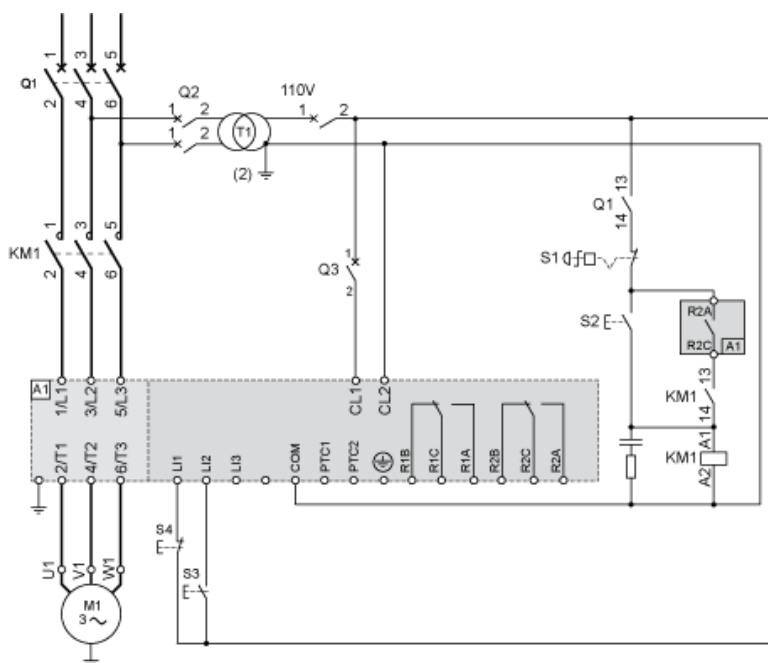 1 3 5
Q1
2 4 6
Q2
1 2
1 2
T1
(2)
110V
1 2
1 3 5
KM1
2 4 6
Q3
1
2
13
Q1
14
S1
S2
R2A
R2C
A1
13
KM1
14
A1
KM1
A2
A1
1/L1 3/L2 5/L3
CL1 CL2
2/T1 4/T2 6/T3
LI1 LI2 LI3 COM PTC1 PTC2 R1B R1C R1A R2B R2C R2A
S4
S3
U1 V1 W1
M1
3 ~